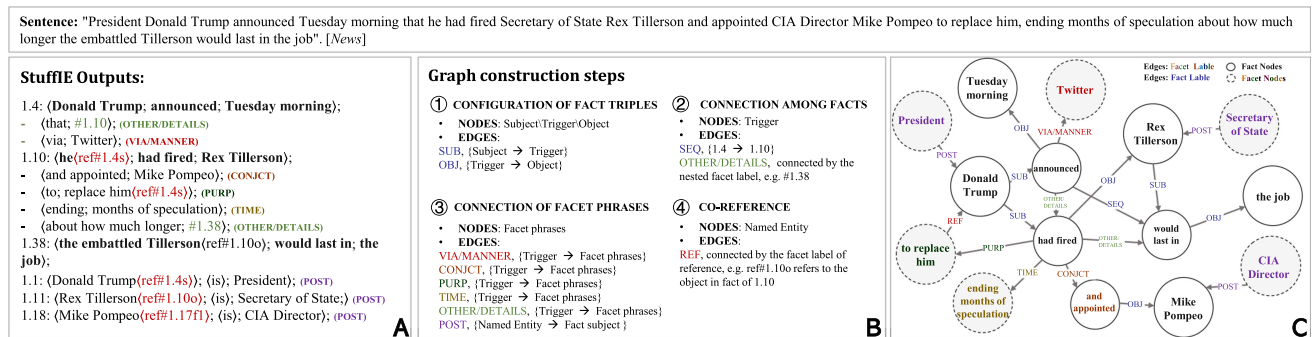 Sentence: "President Donald Trump announced Tuesday morning that he had fired Secretary of State Rex Tillerson and appointed CIA Director Mike Pompeo to replace him, ending months of speculation about how much
longer the embattled Tillerson would last in the job". [News]
StuffIE Outputs:
1.4: ⟨Donald Trump; announced; Tuesday morning⟩;
- ⟨that; #1.10⟩; (OTHER/DETAILS)
- ⟨via; Twitter⟩; (VIA/MANNER)
1.10: ⟨he⟨ref#1.4s⟩; had fired; Rex Tillerson⟩;
- ⟨and appointed; Mike Pompeo⟩; (CONJCT)
- ⟨to; replace him⟨ref#1.4s⟩⟩; (PURP)
- ⟨ending; months of speculation⟩; (TIME)
- ⟨about how much longer; #1.38⟩; (OTHER/DETAILS)
1.38: ⟨the embattled Tillerson⟨ref#1.10o⟩; would last in; the
job⟩;
1.1: ⟨Donald Trump⟨ref#1.4s⟩; ⟨is⟩; President⟩; (POST)
1.11: ⟨Rex Tillerson⟨ref#1.10o⟩; ⟨is⟩; Secretary of State;⟩ (POST)
1.18: ⟨Mike Pompeo⟨ref#1.17f1⟩; ⟨is⟩; CIA Director⟩; (POST)
A
Graph construction steps
① CONFIGURATION OF FACT TRIPLES
• NODES: Subject\Trigger\Object
• EDGES:
SUB, {Subject → Trigger}
OBJ, {Trigger → Object}
② CONNECTION AMONG FACTS
• NODES: Trigger
• EDGES:
SEQ, {1.4 → 1.10}
OTHER/DETAILS, connected by the
nested facet label, e.g. #1.38
③ CONNECTION OF FACET PHRASES
• NODES: Facet phrases
• EDGES:
VIA/MANNER, {Trigger → Facet phrases}
CONJCT, {Trigger → Facet phrases}
PURP, {Trigger → Facet phrases}
TIME, {Trigger → Facet phrases}
OTHER/DETAILS, {Trigger → Facet phrases}
POST, {Named Entity → Fact subject }
④ CO-REFERENCE
• NODES: Named Entity
• EDGES:
REF, connected by the facet label of
reference, e.g. ref#1.10o refers to the
object in fact of 1.10
B
Edges: Facet Lable
Edges: Fact Lable
Fact Nodes
Facet Nodes
Tuesday
morning
Twitter
President
Rex
Tillerson
POST
Secretary
of State
OBJ
VIA/MANNER
POST
announced
Donald
Trump
SUB
OBJ
SUB
the job
SUB
OTHER/
DETAILS
SEQ
REF
to replace
him
PURP
had fired
OTHER/
DETAILS
would
last in
OBJ
CIA
Director
TIME
CONJCT
ending
months of
speculation
and
appointed
OBJ
Mike
Pompeo
POST
C